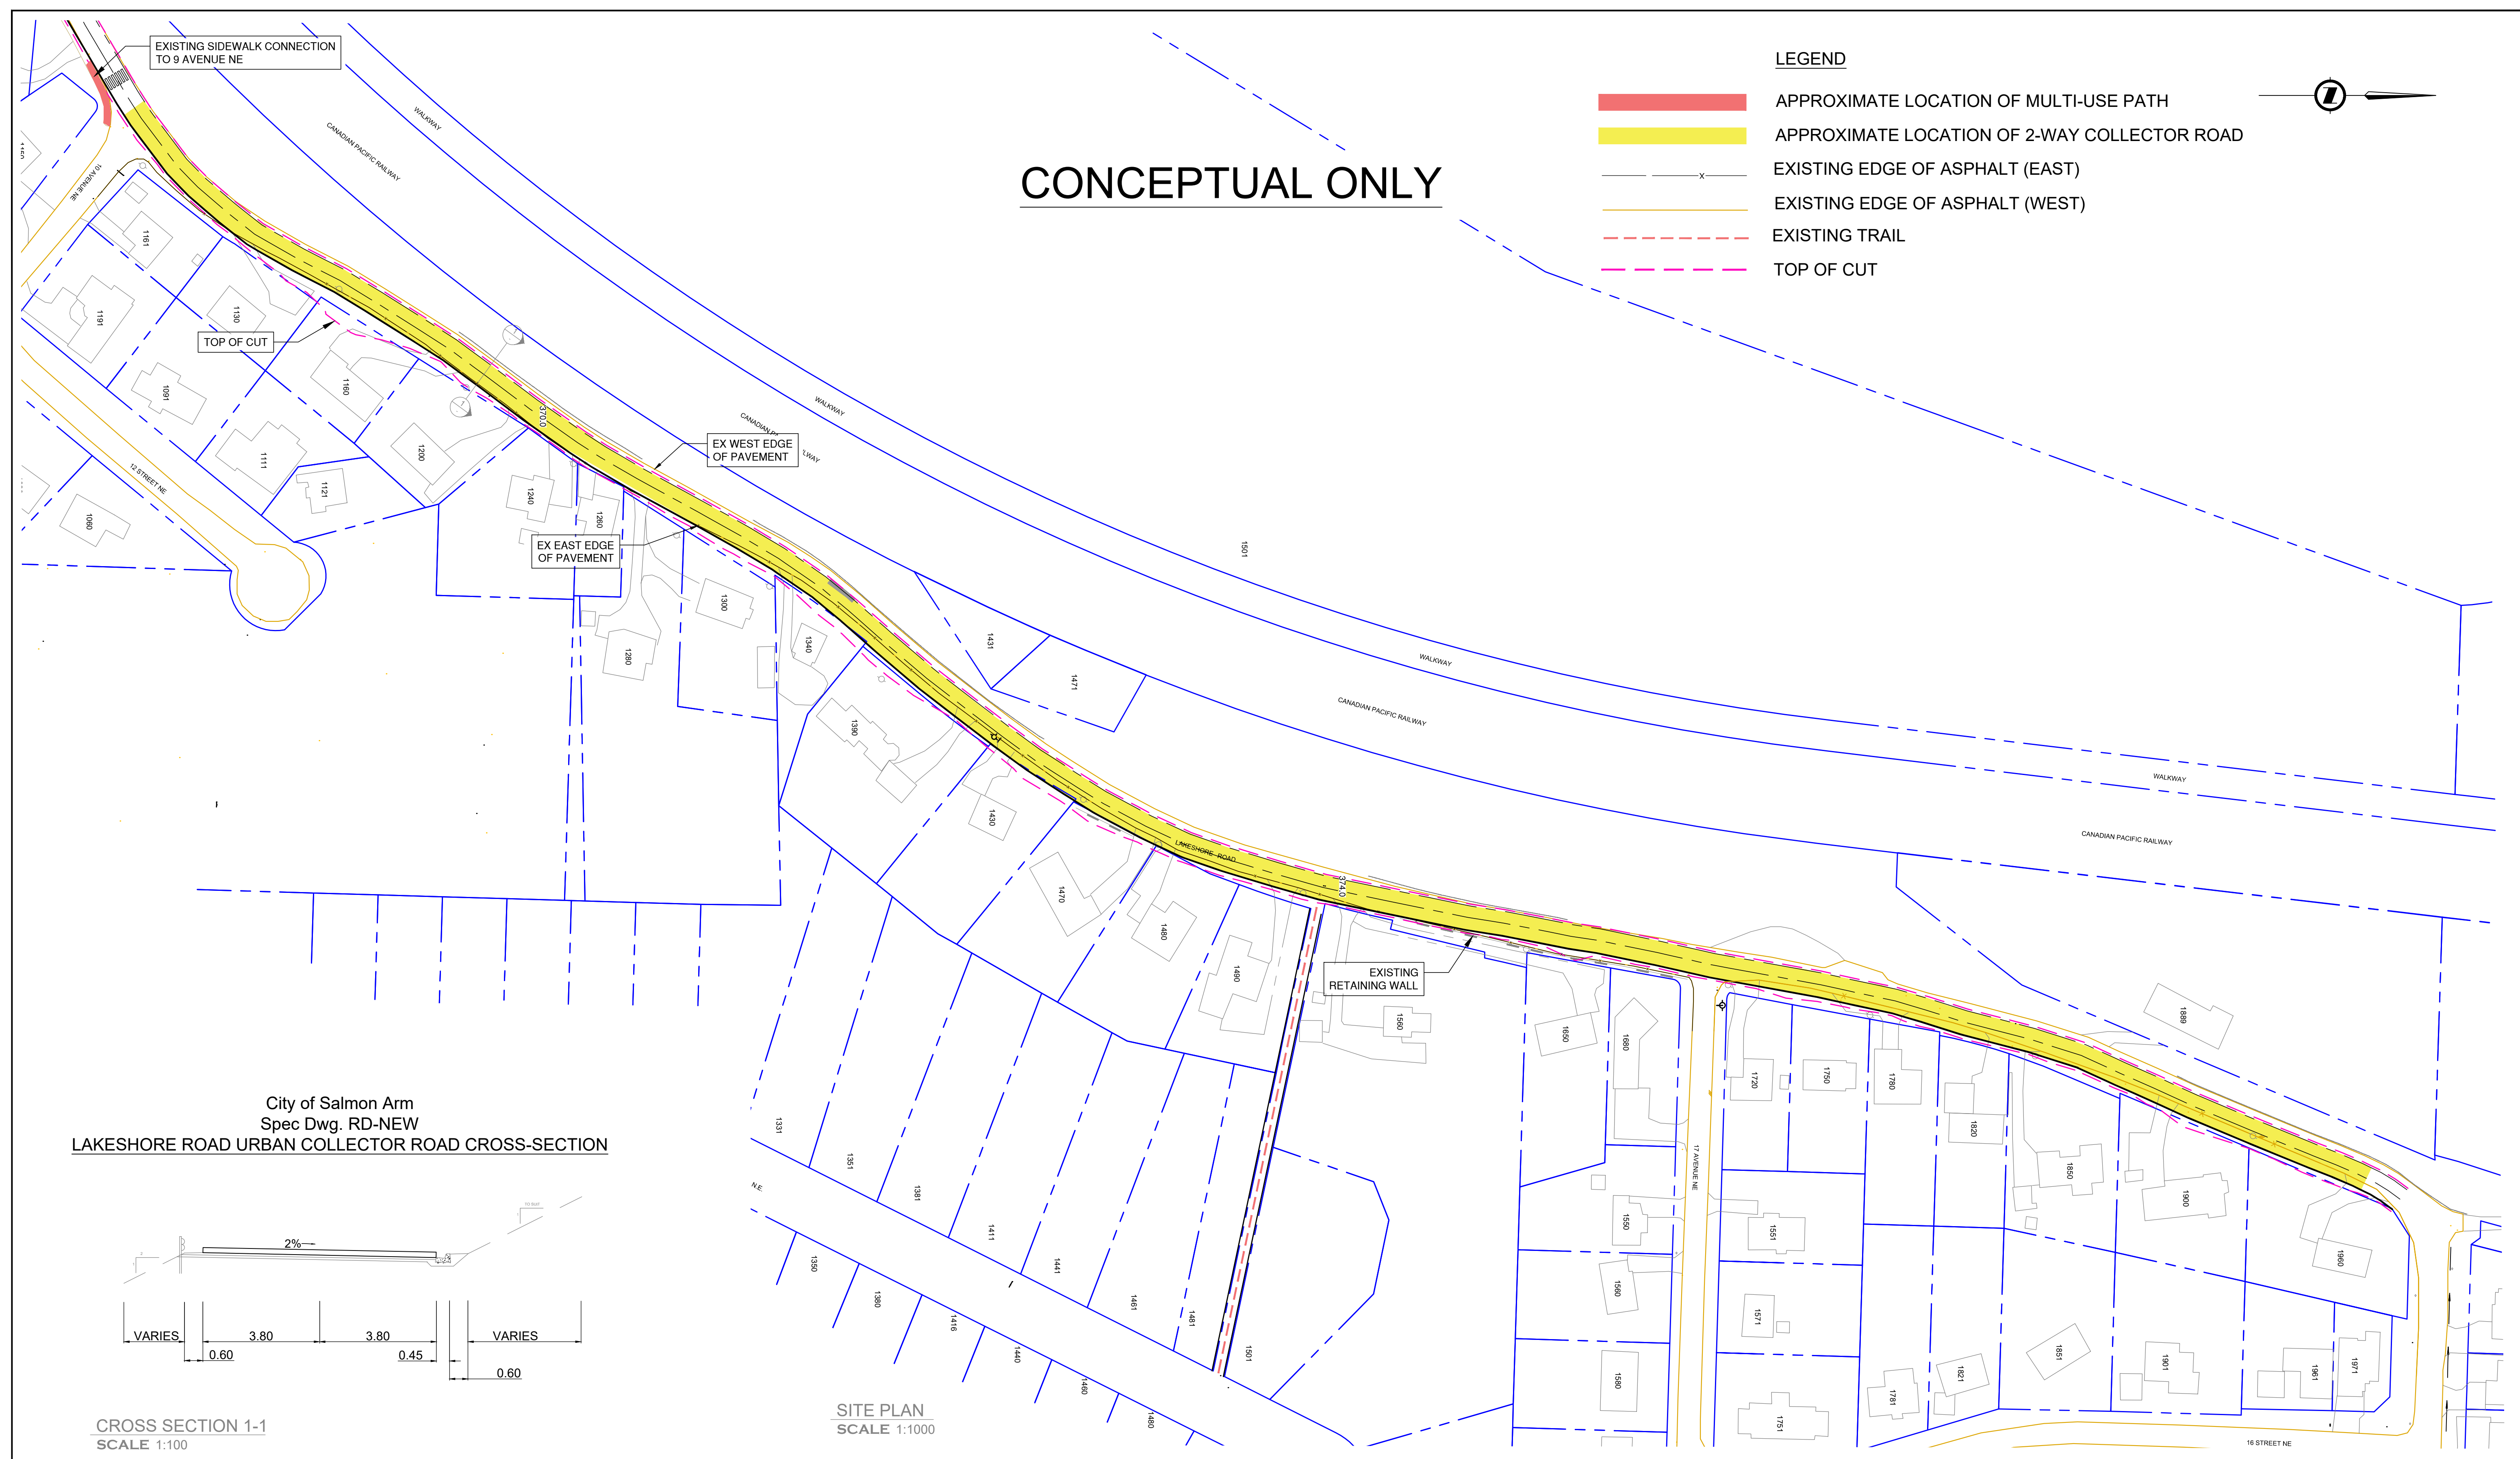 EXISTING SIDEWALK CONNECTION
TO 9 AVENUE NE
WALKWAY
CANADIAN PACIFIC RAILWAY
CONCEPTUAL ONLY
LEGEND
APPROXIMATE LOCATION OF MULTI-USE PATH
APPROXIMATE LOCATION OF 2-WAY COLLECTOR ROAD
X
EXISTING EDGE OF ASPHALT (EAST)
EXISTING EDGE OF ASPHALT (WEST)
EXISTING TRAIL
TOP OF CUT
Z
10 AVENUE NE
1161
1191
1130
TOP OF CUT
1160
1091
1111
1200
1121
12 STREET NE
1060
370.0
WALKWAY
EX WEST EDGE
OF PAVEMENT
1240
1260
EX EAST EDGE
OF PAVEMENT
1300
1280
1340
1501
1431
1471
WALKWAY
CANADIAN PACIFIC RAILWAY
WALKWAY
CANADIAN PACIFIC RAILWAY
1390
1430
LAKESHORE ROAD
374.0
1470
1480
1490
EXISTING
RETAINING WALL
1560
1650
1680
1720
1750
1780
1820
1850
1889
1900
1960
17 AVENUE NE
1331
1351
1381
1411
1441
1461
1481
1501
N.E.
1350
1380
1416
1440
1460
1480
1550
1551
1560
1571
1580
1751
1781
1821
1851
1901
1961
1971
16 STREET NE
City of Salmon Arm
Spec Dwg. RD-NEW
LAKESHORE ROAD URBAN COLLECTOR ROAD CROSS-SECTION
2%
VARIES
3.80
3.80
VARIES
0.60
0.45
0.60
CROSS SECTION 1-1
SCALE 1:100
SITE PLAN
SCALE 1:1000